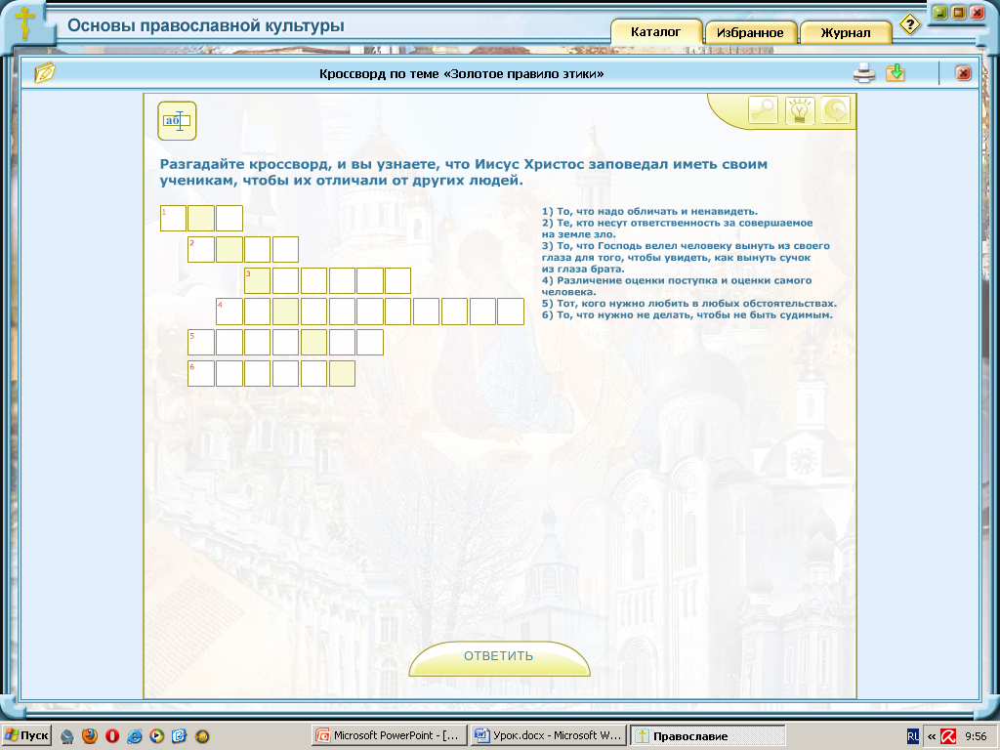 Основы православной культуры
Каталог
Избранное
Журнал
?
Кроссворд по теме «Золотое правило этики»
аб
Разгадайте кроссворд, и вы узнаете, что Иисус Христос заповедал иметь своим
ученикам, чтобы их отличали от других людей.
1
2
3
4
5
6
1) То, что надо обличать и ненавидеть.
2) Те, кто несут ответственность за совершаемое
на земле зло.
3) То, что Господь велел человеку вынуть из своего
глаза для того, чтобы увидеть, как вынуть сучок
из глаза брата.
4) Различение оценки поступка и оценки самого
человека.
5) Тот, кого нужно любить в любых обстоятельствах.
6) То, что нужно не делать, чтобы не быть судимым.
ОТВЕТИТЬ
Пуск
Microsoft PowerPoint - [...
Урок.docx - Microsoft W...
Православие
RU
«
9:56